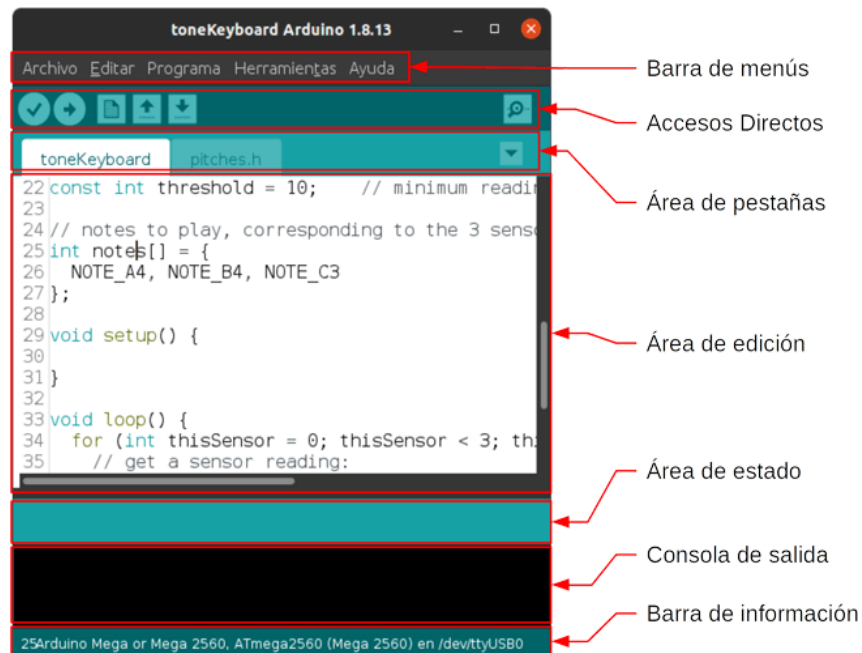 toneKeyboard Arduino 1.8.13
Archivo Editar Programa Herramientas Ayuda
Barra de menús
Accesos Directos
toneKeyboard pitches.h
Área de pestañas
22 const int threshold = 10; // minimum readin
23
24 // notes to play, corresponding to the 3 senso
25 int notes[] = {
26 NOTE_A4, NOTE_B4, NOTE_C3
27 };
28
29 void setup() {
30
31 }
32
33 void loop() {
34 for (int thisSensor = 0; thisSensor < 3; thi
35 // get a sensor reading:
Área de edición
Área de estado
Consola de salida
Barra de información
25Arduino Mega or Mega 2560, ATmega2560 (Mega 2560) en /dev/ttyUSB0